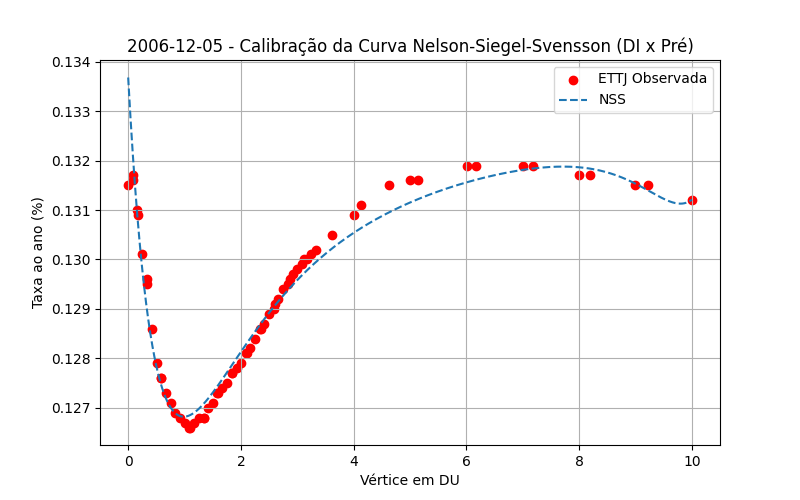 2006-12-05 - Calibração da Curva Nelson-Siegel-Svensson (DI x Pré)
0.134
0.133
0.132
0.131
0.130
0.129
0.128
0.127
Taxa ao ano (%)
ETTJ Observada
NSS
0
2
4
6
8
10
Vértice em DU